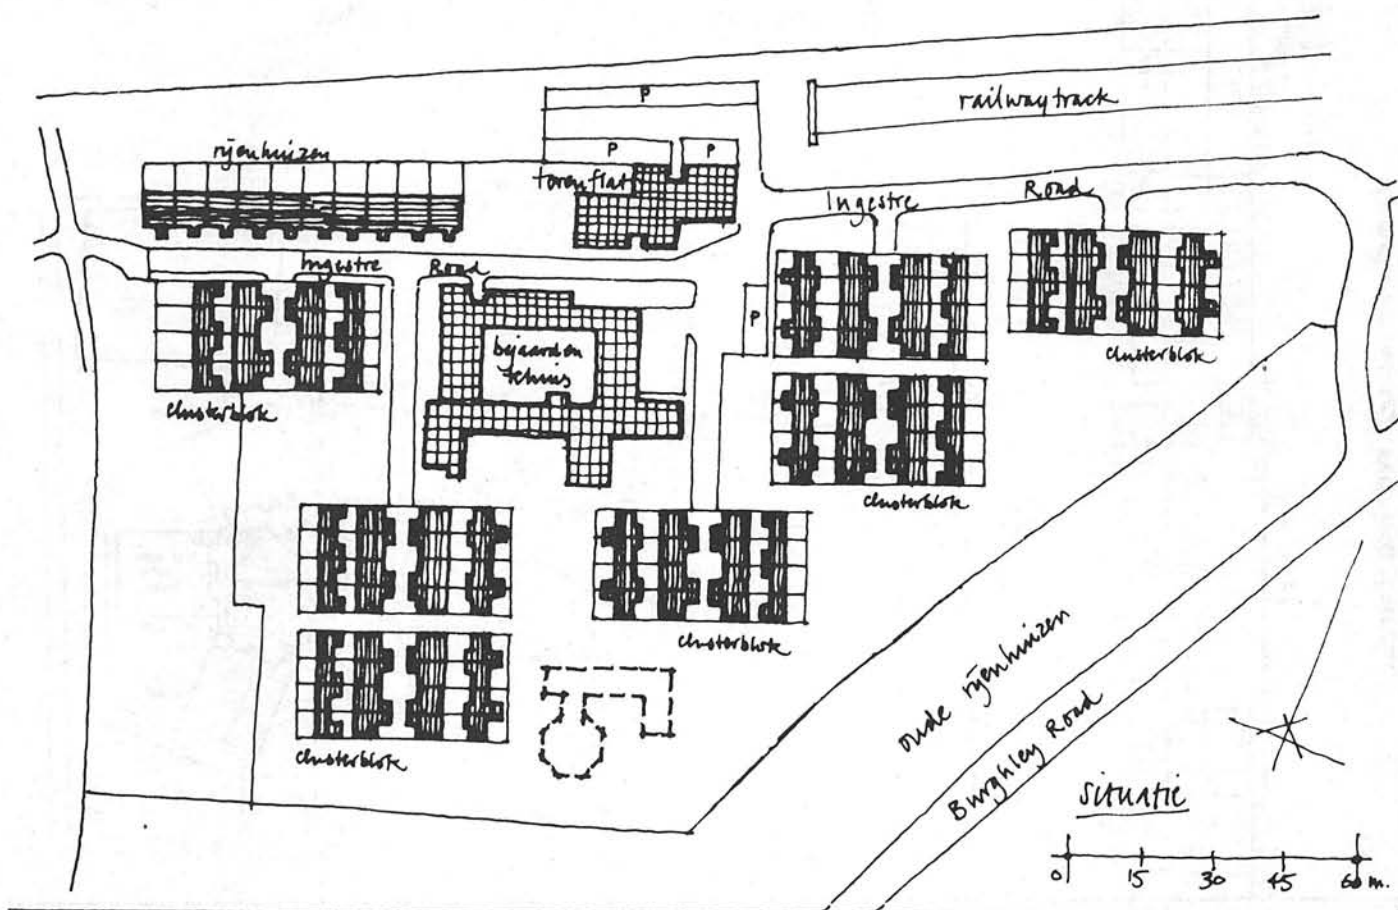 P
railwaytrack
rijenhuizen
P
P
torenflat
Ingestre
Road
Ingestre
Road
P
bejaarden
tehuis
clusterblok
clusterblok
clusterblok
clusterblok
clusterblok
oude rijenhuizen
Burghley Road
situatie
0 15 30 45 60 m.